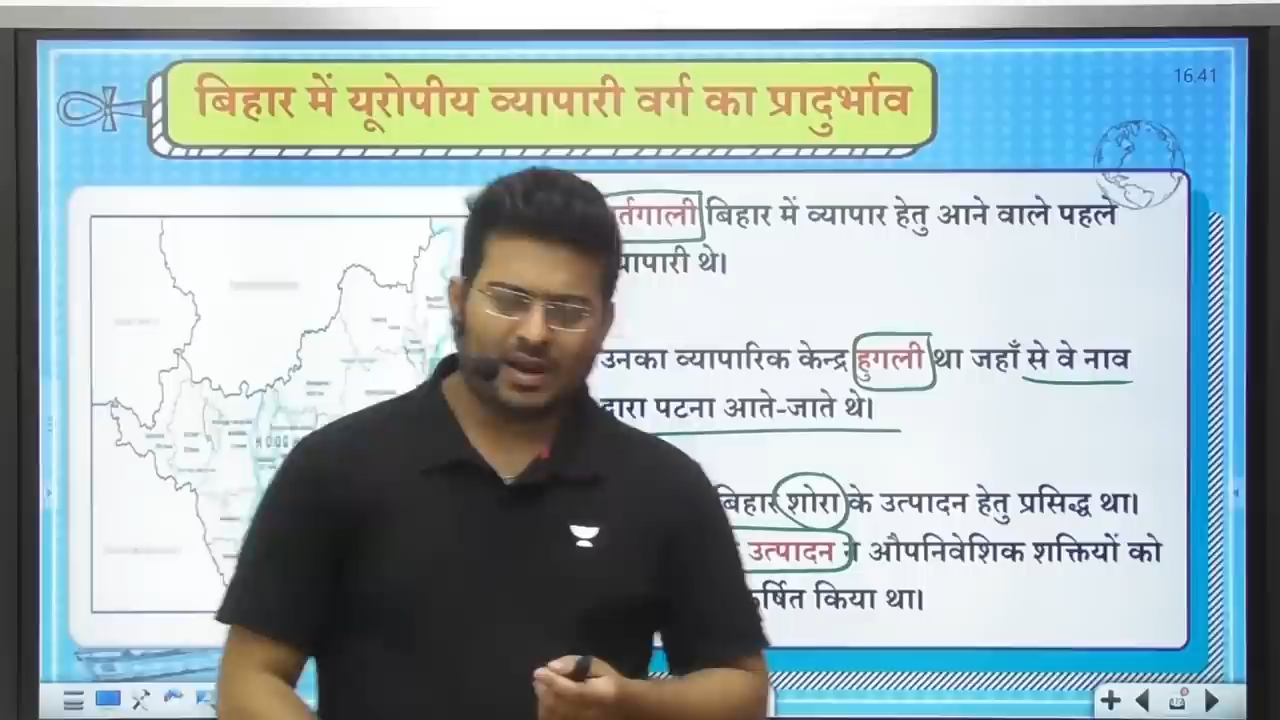 बिहार में यूरोपीय व्यापारी वर्ग का प्रादुर्भाव
16.41
र्तगाली बिहार में व्यापार हेतु आने वाले पहले
यापारी थे।
उनका व्यापारिक केन्द्र हुगली था जहाँ से वे नाव
द्वारा पटना आते-जाते थे।
बिहार शोरा के उत्पादन हेतु प्रसिद्ध था।
उत्पादन ने औपनिवेशिक शक्तियों को
र्षित किया था।